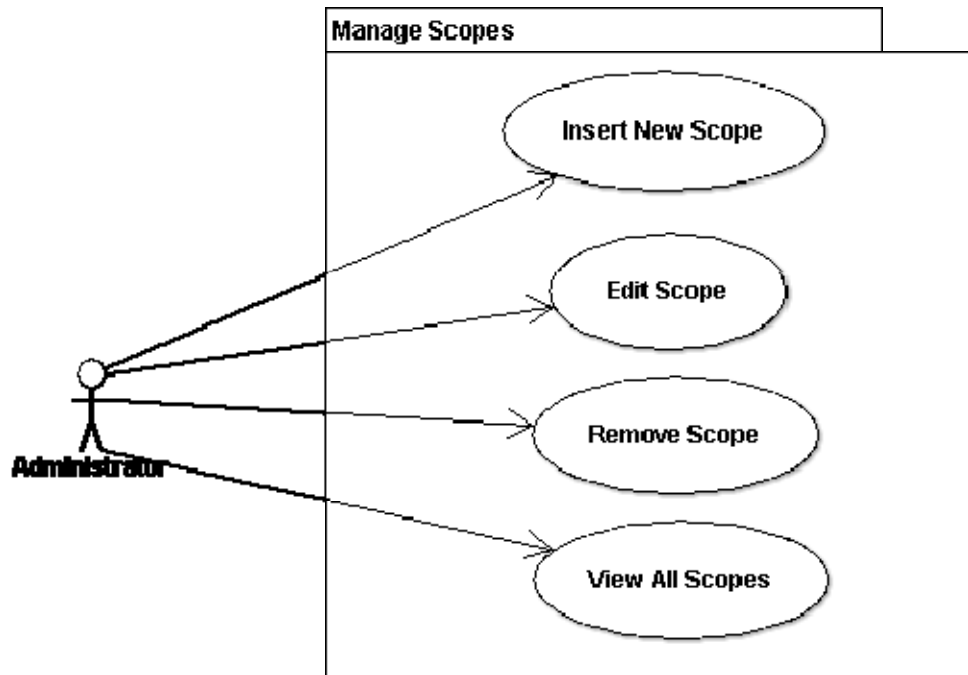 Manage Scopes
Insert New Scope
Edit Scope
Remove Scope
Administrator
View All Scopes